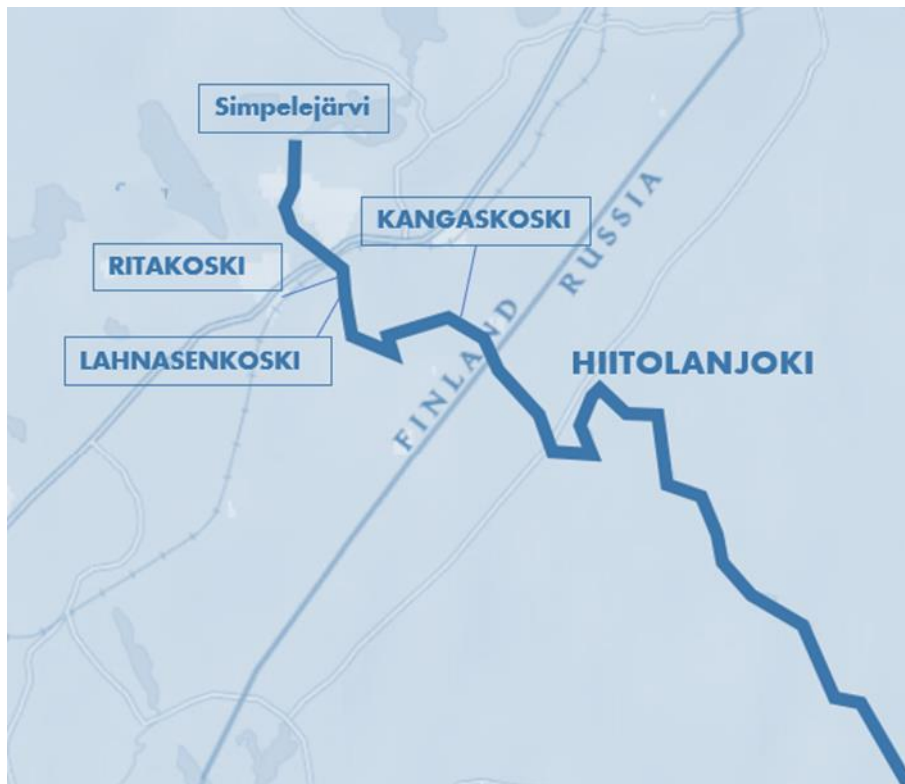 Simpelejärvi
KANGASKOSKI
RITAKOSKI
LAHNASENKOSKI
FINLAND
RUSSIA
HIITOLANJOKI